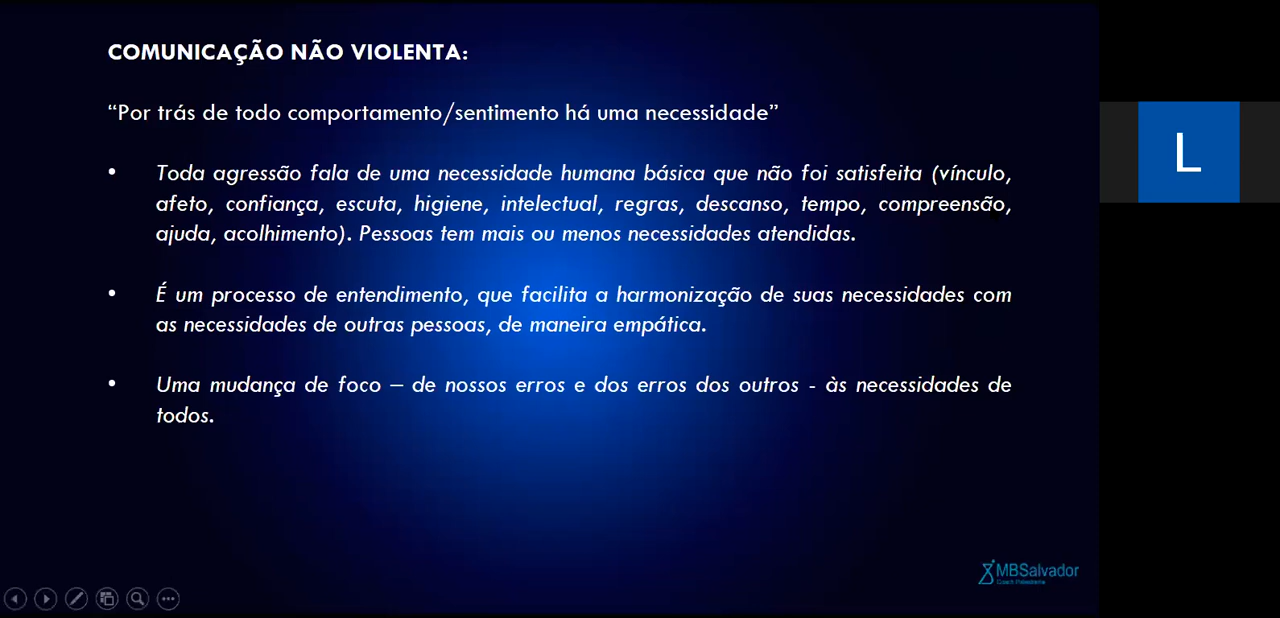 COMUNICAÇÃO NÃO VIOLENTA:
“Por trás de todo comportamento/sentimento há uma necessidade”
• Toda agressão fala de uma necessidade humana básica que não foi satisfeita (vínculo,
afeto, confiança, escuta, higiene, intelectual, regras, descanso, tempo, compreensão,
ajuda, acolhimento). Pessoas tem mais ou menos necessidades atendidas.
• É um processo de entendimento, que facilita a harmonização de suas necessidades com
as necessidades de outras pessoas, de maneira empática.
• Uma mudança de foco – de nossos erros e dos erros dos outros - às necessidades de
todos.
L
MBSalvador
Coach Palestrante